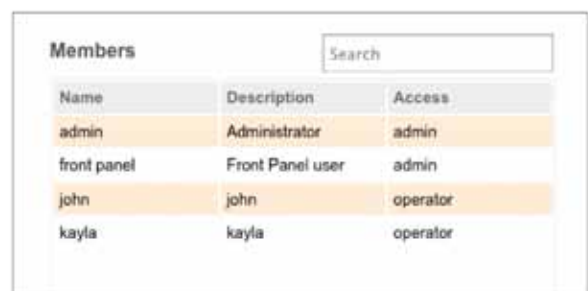 Members Search
Name Description Access
admin Administrator admin
front panel Front Panel user admin
john john operator
kayla kayla operator